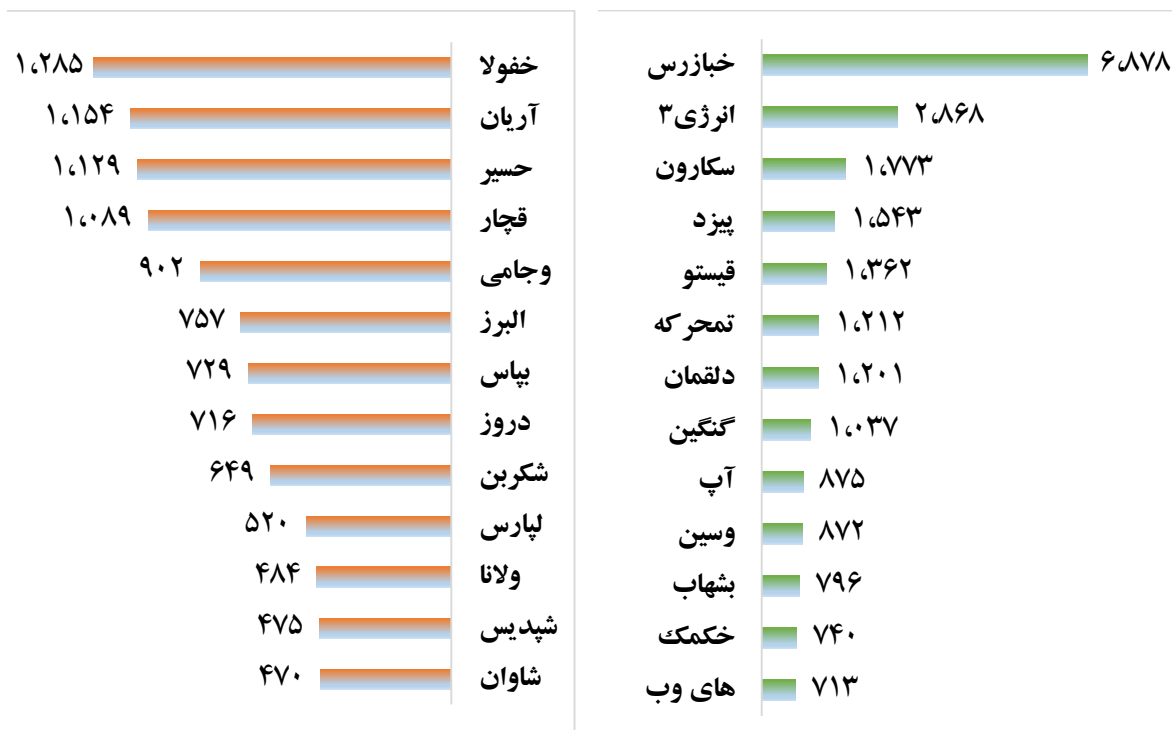 خبازرس ۶،۸۷۸
انرژی۳ ۲،۸۶۸
سکارون ۱،۷۷۳
پیزد ۱،۵۴۳
قیستو ۱،۳۶۲
تمحرکه ۱،۲۱۲
دلقمان ۱،۲۰۱
گنگین ۱،۰۳۷
آپ ۸۷۵
وسین ۸۷۲
بشهاب ۷۹۶
خکمک ۷۴۰
های وب ۷۱۳
خفولا ۱،۲۸۵
آریان ۱،۱۵۴
حسیر ۱،۱۲۹
قچار ۱،۰۸۹
وجامی ۹۰۲
البرز ۷۵۷
بپاس ۷۲۹
دروز ۷۱۶
شکربن ۶۴۹
لپارس ۵۲۰
ولانا ۴۸۴
شپدیس ۴۷۵
شاوان ۴۷۰